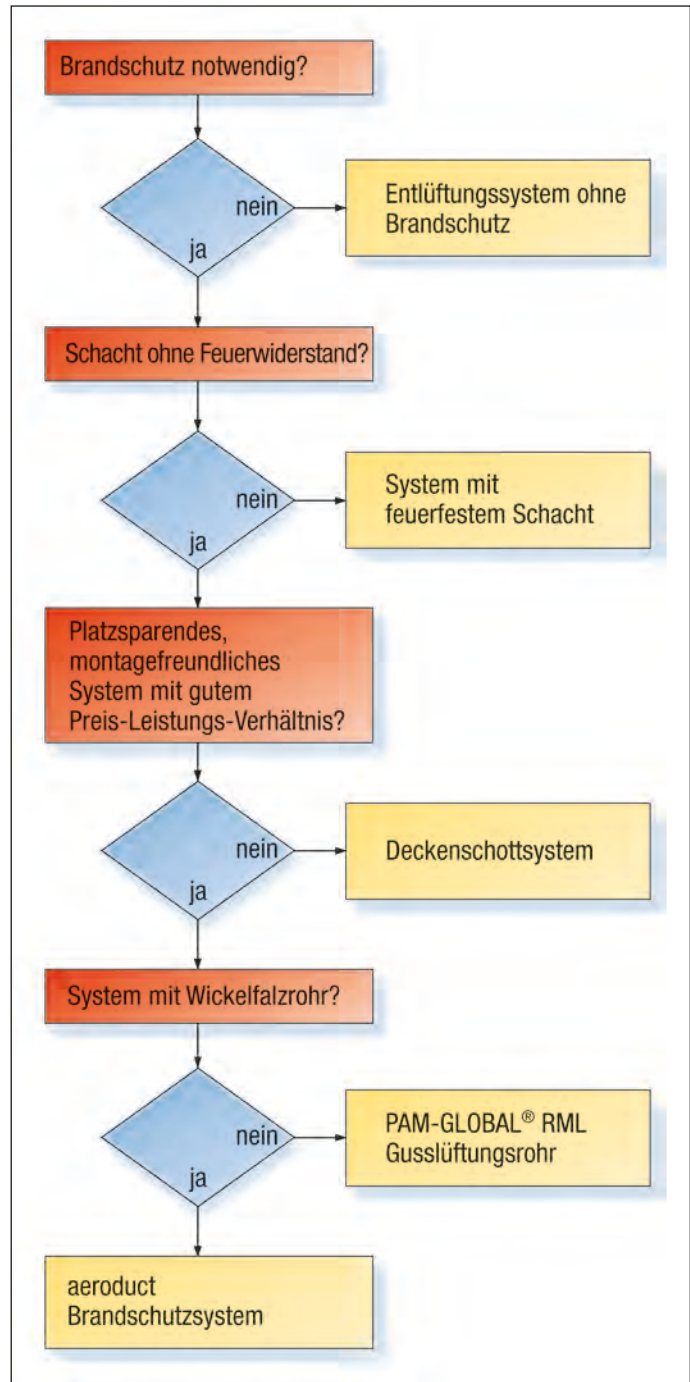 Brandschutz notwendig?
nein
ja
Entlüftungssystem ohne
Brandschutz
Schacht ohne Feuerwiderstand?
nein
ja
System mit
feuerfestem Schacht
Platzsparendes,
montagefreundliches
System mit gutem
Preis-Leistungs-Verhältnis?
nein
ja
Deckenschottsystem
System mit Wickelfalzrohr?
nein
ja
PAM-GLOBAL® RML
Gusslüftungsrohr
aeroduct
Brandschutzsystem